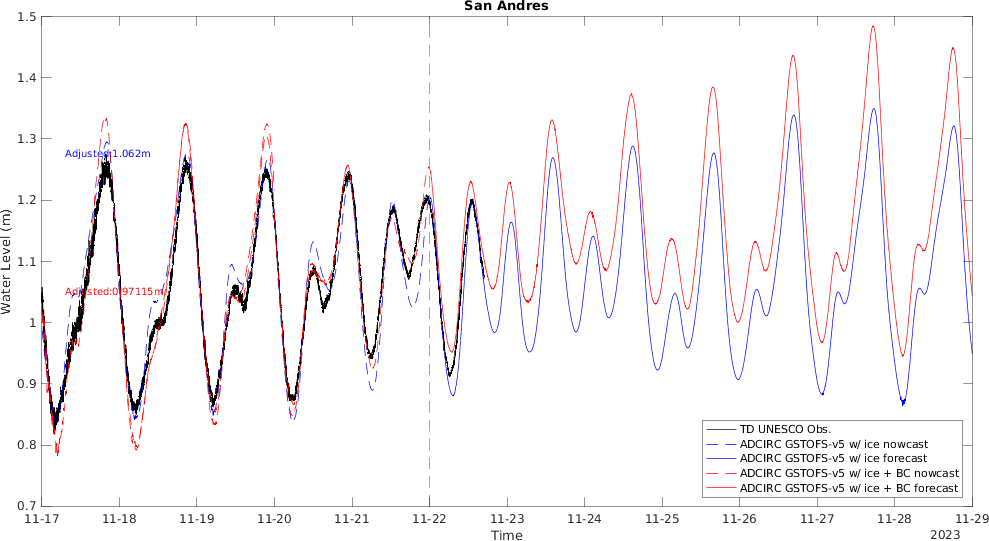 San Andres
1.5
1.4
1.3
1.2
1.1
1
0.9
0.8
0.7
Water Level (m)
Adjusted:1.062m
Adjusted:0.97115m
TD UNESCO Obs.
ADCIRC GSTOFS-v5 w/ ice nowcast
ADCIRC GSTOFS-v5 w/ ice forecast
ADCIRC GSTOFS-v5 w/ ice + BC nowcast
ADCIRC GSTOFS-v5 w/ ice + BC forecast
11-17 11-18 11-19 11-20 11-21 11-22 11-23 11-24 11-25 11-26 11-27 11-28 11-29
Time
2023